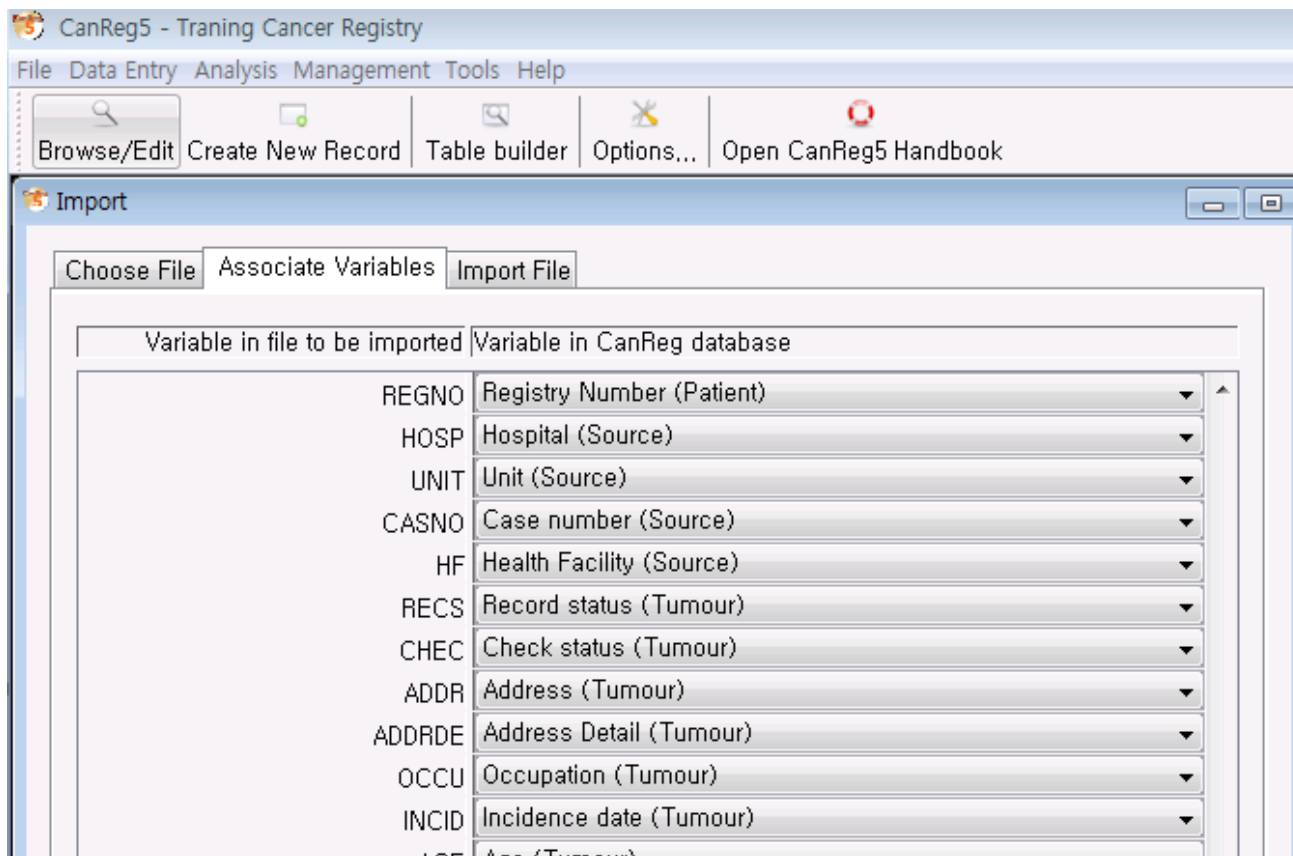 CanReg5 - Traning Cancer Registry
File Data Entry Analysis Management Tools Help
Browse/Edit Create New Record Table builder Options... Open CanReg5 Handbook
Import
Choose File Associate Variables Import File
Variable in file to be imported Variable in CanReg database
REGNO Registry Number (Patient)
HOSP Hospital (Source)
UNIT Unit (Source)
CASNO Case number (Source)
HF Health Facility (Source)
RECS Record status (Tumour)
CHEC Check status (Tumour)
ADDR Address (Tumour)
ADDRDE Address Detail (Tumour)
OCCU Occupation (Tumour)
INCID Incidence date (Tumour)
AGE Age (Tumour)